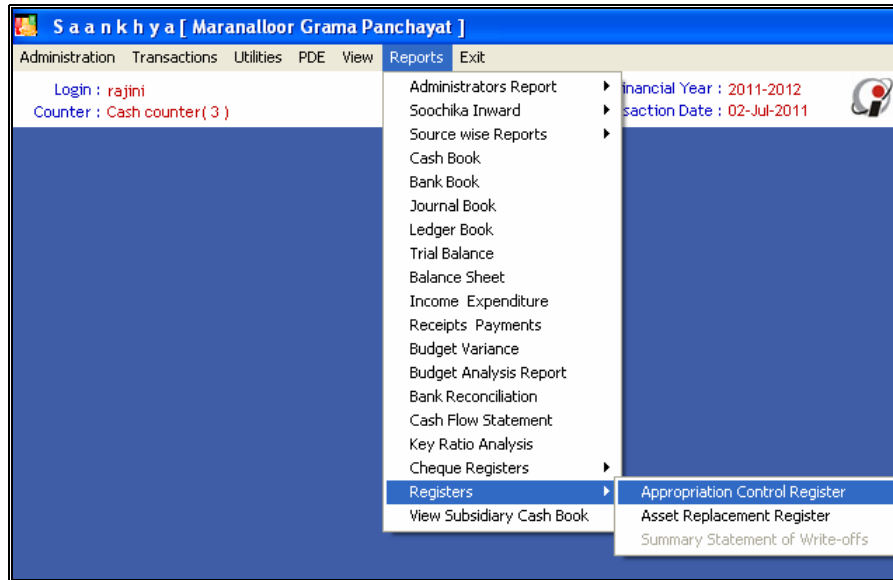 S a a n k h y a [ Maranalloor Grama Panchayat ]
Administration Transactions Utilities PDE View Reports Exit
Login : rajini
Counter : Cash counter( 3 )
inancial Year : 2011-2012
saction Date : 02-Jul-2011
Administrators Report
Soochika Inward
Source wise Reports
Cash Book
Bank Book
Journal Book
Ledger Book
Trial Balance
Balance Sheet
Income Expenditure
Receipts Payments
Budget Variance
Budget Analysis Report
Bank Reconciliation
Cash Flow Statement
Key Ratio Analysis
Cheque Registers
Registers
View Subsidiary Cash Book
Appropriation Control Register
Asset Replacement Register
Summary Statement of Write-offs